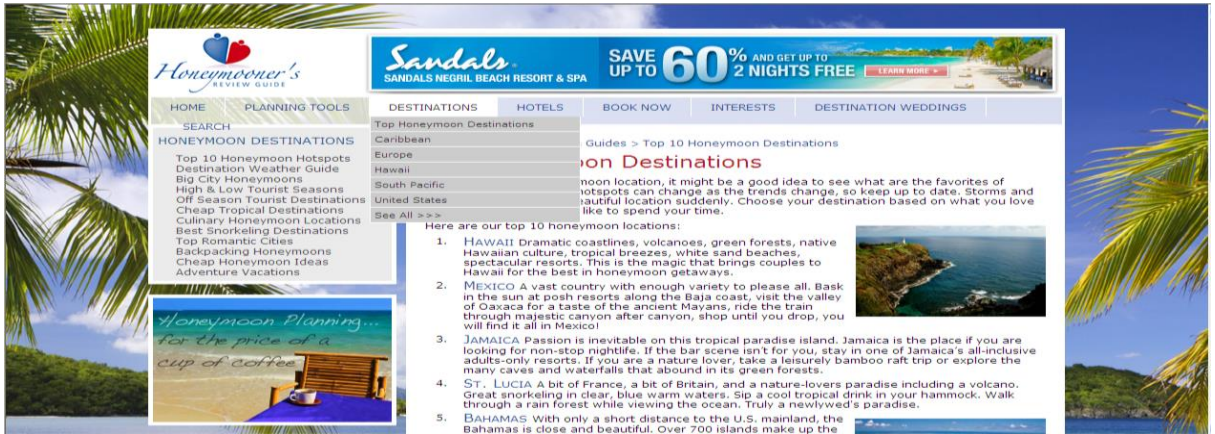 Honeymooner's
REVIEW GUIDE
Sandals
SANDALS NEGRIL BEACH RESORT & SPA
SAVE UP TO 60% AND GET UP TO 2 NIGHTS FREE
LEARN MORE
HOME PLANNING TOOLS DESTINATIONS HOTELS BOOK NOW INTERESTS DESTINATION WEDDINGS
SEARCH
HONEYMOON DESTINATIONS
Top 10 Honeymoon Hotspots
Destination Weather Guide
Big City Honeymoons
High & Low Tourist Seasons
Off Season Tourist Destinations
Cheap Tropical Destinations
Culinary Honeymoon Locations
Best Snorkeling Destinations
Top Romantic Cities
Backpacking Honeymoons
Cheap Honeymoon Ideas
Adventure Vacations
Honeymoon Planning...
for the price of a
cup of coffee
Top Honeymoon Destinations
Caribbean
Europe
Hawaii
South Pacific
United States
See All >>>
Guides > Top 10 Honeymoon Destinations
on Destinations
moon location, it might be a good idea to see what are the favorites of
hotspots can change as the trends change, so keep up to date. Storms and
eautiful location suddenly. Choose your destination based on what you love
like to spend your time.
Here are our top 10 honeymoon locations:
1. HAWAII Dramatic coastlines, volcanoes, green forests, native
Hawaiian culture, tropical breezes, white sand beaches,
spectacular resorts. This is the magic that brings couples to
Hawaii for the best in honeymoon getaways.
2. MEXICO A vast country with enough variety to please all. Bask
in the sun at posh resorts along the Baja coast, visit the valley
of Oaxaca for a taste of the ancient Mayans, ride the train
through majestic canyon after canyon, shop until you drop, you
will find it all in Mexico!
3. JAMAICA Passion is inevitable on this tropical paradise island. Jamaica is the place if you are
looking for non-stop nightlife. If the bar scene isn't for you, stay in one of Jamaica's all-inclusive
adults-only resorts. If you are a nature lover, take a leisurely bamboo raft trip or explore the
many caves and waterfalls that abound in its green forests.
4. ST. LUCIA A bit of France, a bit of Britain, and a nature-lovers paradise including a volcano.
Great snorkeling in clear, blue warm waters. Sip a cool tropical drink in your hammock. Walk
through a rain forest while viewing the ocean. Truly a newlywed's paradise.
5. BAHAMAS With only a short distance to the U.S. mainland, the
Bahamas is close and beautiful. Over 700 islands make up the